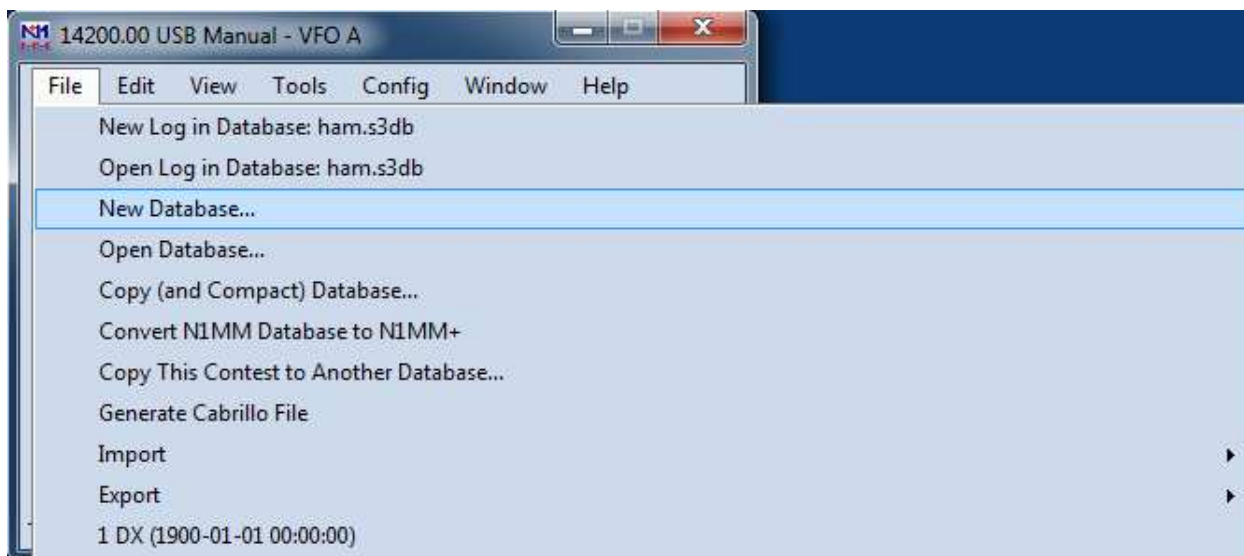 14200.00 USB Manual - VFO A
File Edit View Tools Config Window Help
New Log in Database: ham.s3db
Open Log in Database: ham.s3db
New Database...
Open Database...
Copy (and Compact) Database...
Convert N1MM Database to N1MM+
Copy This Contest to Another Database...
Generate Cabrillo File
Import
Export
1 DX (1900-01-01 00:00:00)